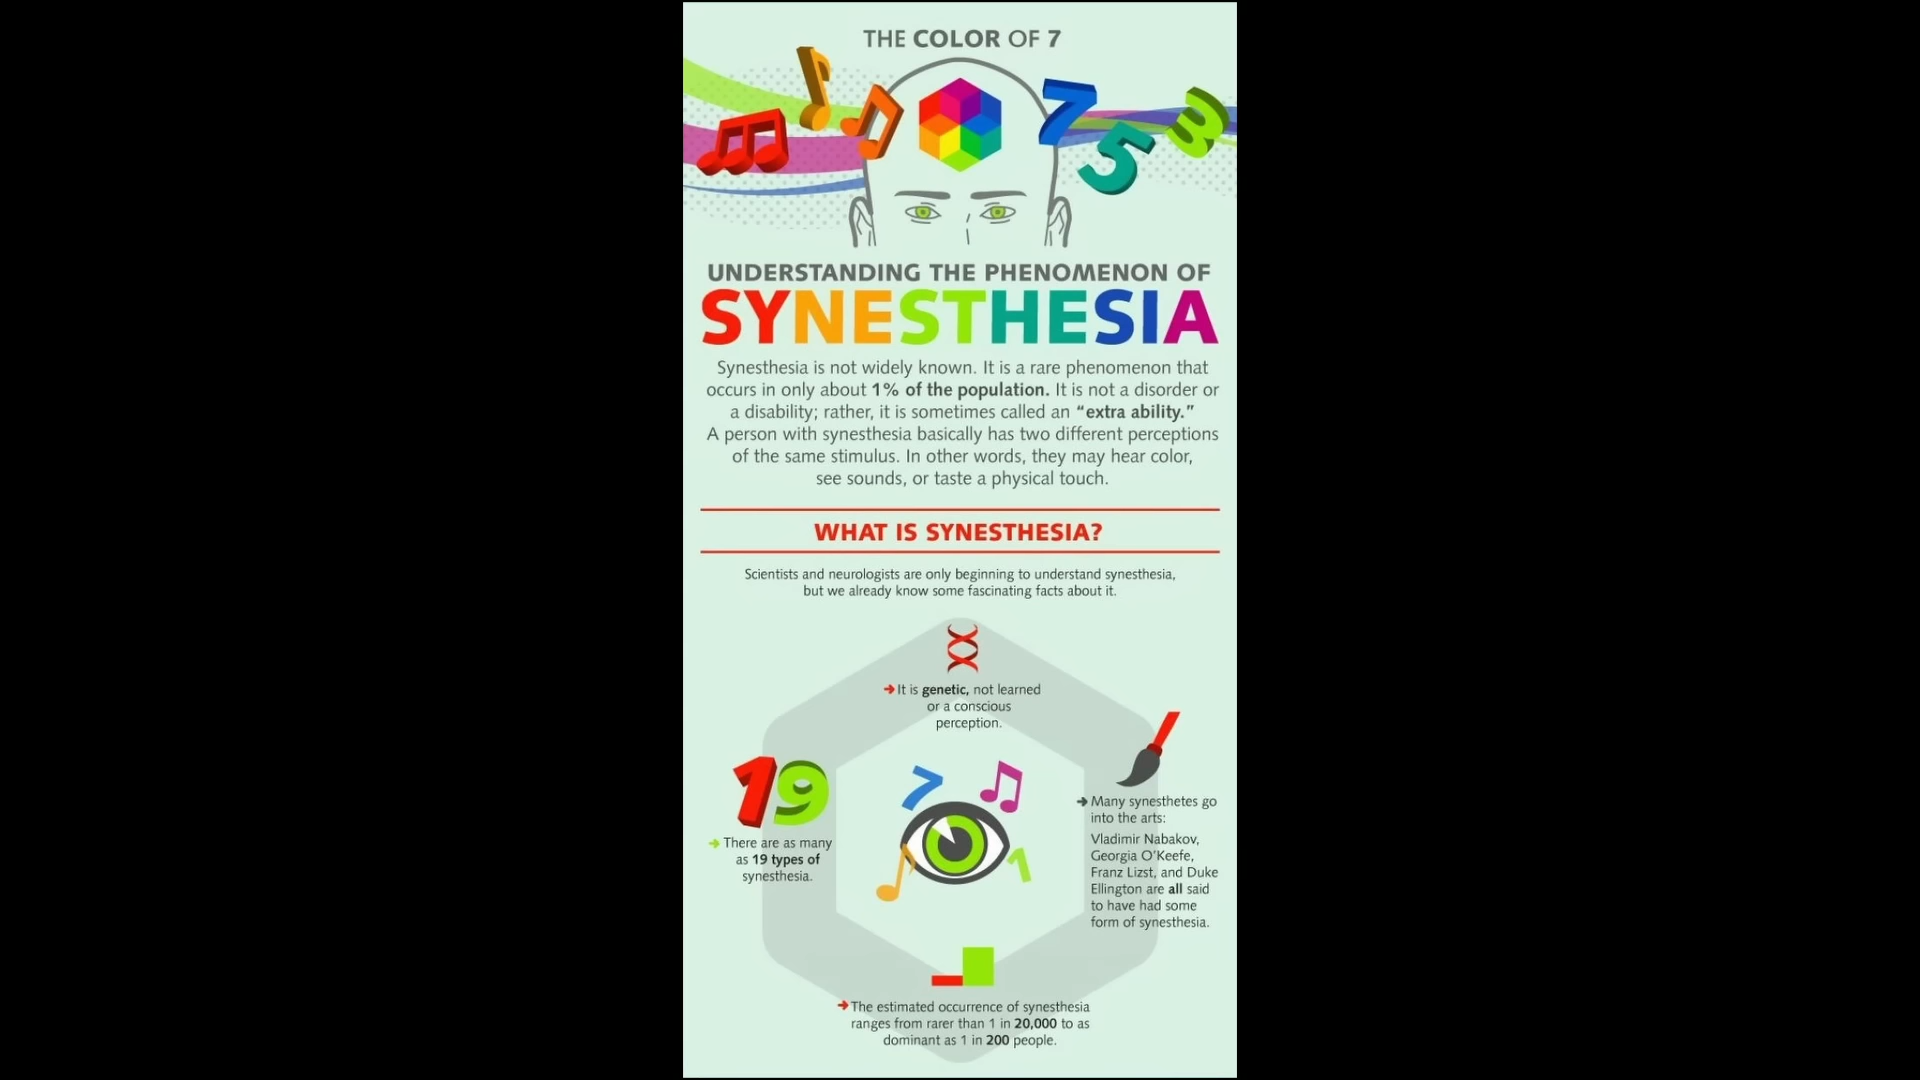 THE COLOR OF 7
7
5
3
UNDERSTANDING THE PHENOMENON OF
SYNESTHESIA
Synesthesia is not widely known. It is a rare phenomenon that
occurs in only about 1% of the population. It is not a disorder or
a disability; rather, it is sometimes called an “extra ability.”
A person with synesthesia basically has two different perceptions
of the same stimulus. In other words, they may hear color,
see sounds, or taste a physical touch.
WHAT IS SYNESTHESIA?
Scientists and neurologists are only beginning to understand synesthesia,
but we already know some fascinating facts about it.
It is genetic, not learned
or a conscious
perception.
19
There are as many
as 19 types of
synesthesia.
7
1
Many synesthetes go
into the arts:
Vladimir Nabakov,
Georgia O’Keefe,
Franz Lizst, and Duke
Ellington are all said
to have had some
form of synesthesia.
The estimated occurrence of synesthesia
ranges from rarer than 1 in 20,000 to as
dominant as 1 in 200 people.